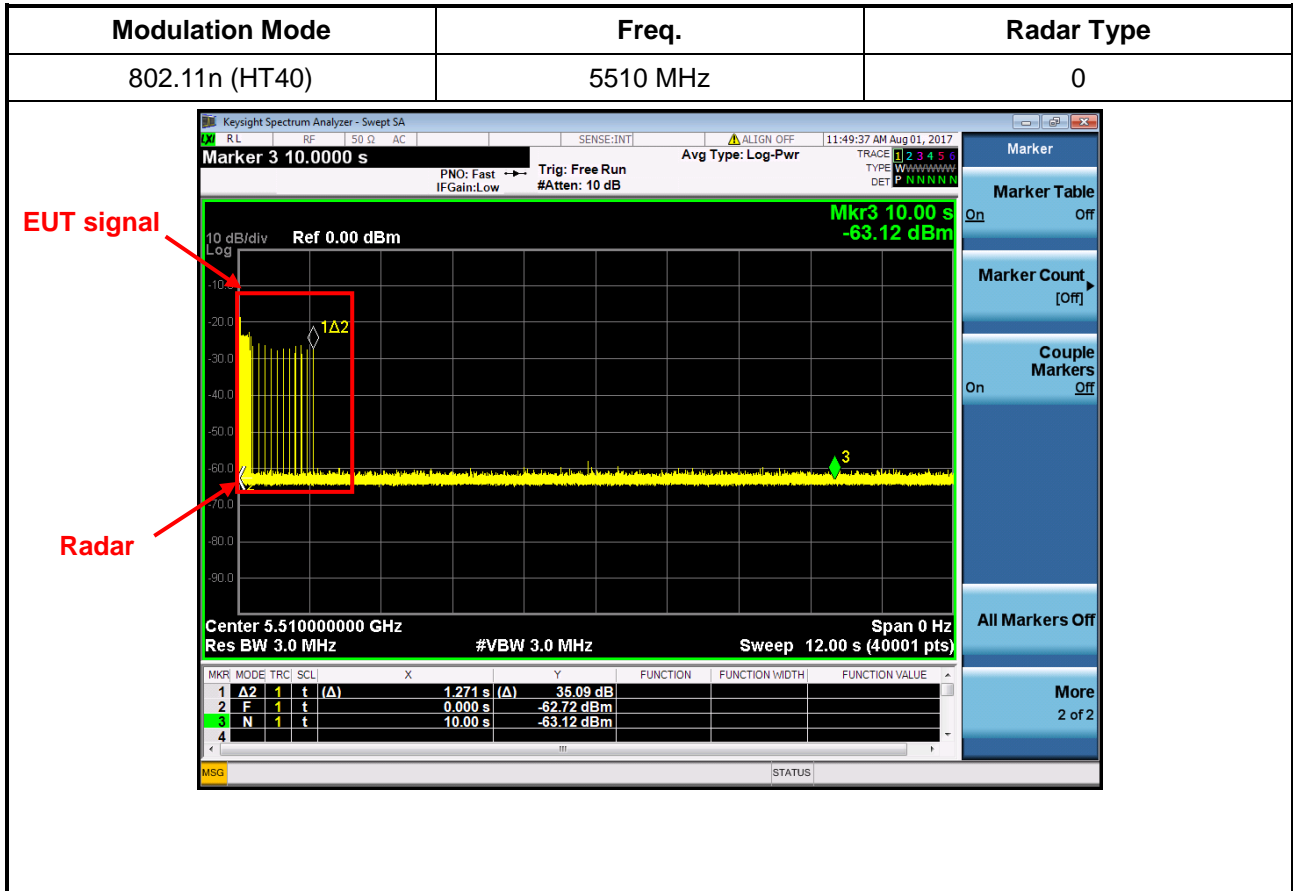 Modulation Mode Freq. Radar Type
802.11n (HT40) 5510 MHz 0
Keysight Spectrum Analyzer - Swept SA
LXI RL RF 50 Ω AC SENSE:INT ALIGN OFF 11:49:37 AM Aug 01, 2017
Marker 3 10.0000 s
PNO: Fast
IFGain:Low
Trig: Free Run
#Atten: 10 dB
Avg Type: Log-Pwr
TRACE 1 2 3 4 5 6
TYPE WWWWWW
DET P N N N N N
Marker
Marker Table
On Off
Marker Count
[Off]
Couple
Markers
On Off
All Markers Off
More
2 of 2
EUT signal
Radar
Mkr3 10.00 s
-63.12 dBm
10 dB/div Ref 0.00 dBm
Log
-10.0
-20.0
-30.0
-40.0
-50.0
-60.0
-70.0
-80.0
-90.0
1Δ2
3
2
Center 5.510000000 GHz Span 0 Hz
Res BW 3.0 MHz #VBW 3.0 MHz Sweep 12.00 s (40001 pts)
MKR MODE TRC SCL X Y FUNCTION FUNCTION WIDTH FUNCTION VALUE
1 Δ2 1 t (Δ) 1.271 s (Δ) 35.09 dB
2 F 1 t 0.000 s -62.72 dBm
3 N 1 t 10.00 s -63.12 dBm
4
MSG STATUS